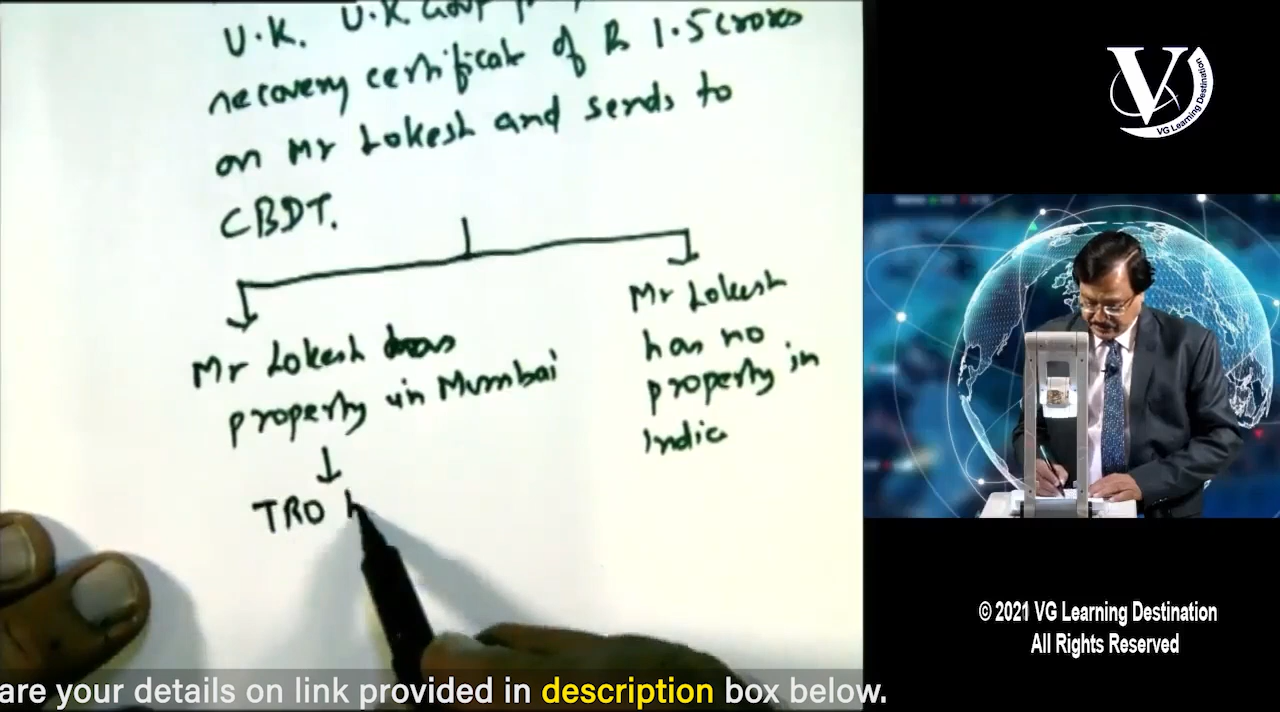 U.K. U.K. Govt
recovery certificat of Rs 1.5 crores
on Mr Lokesh and sends to
CBDT.
Mr Lokesh has
property in Mumbai
TRO
Mr Lokesh
has no
property in
India
V
VG Learning Destination
© 2021 VG Learning Destination
All Rights Reserved
are your details on link provided in description box below.